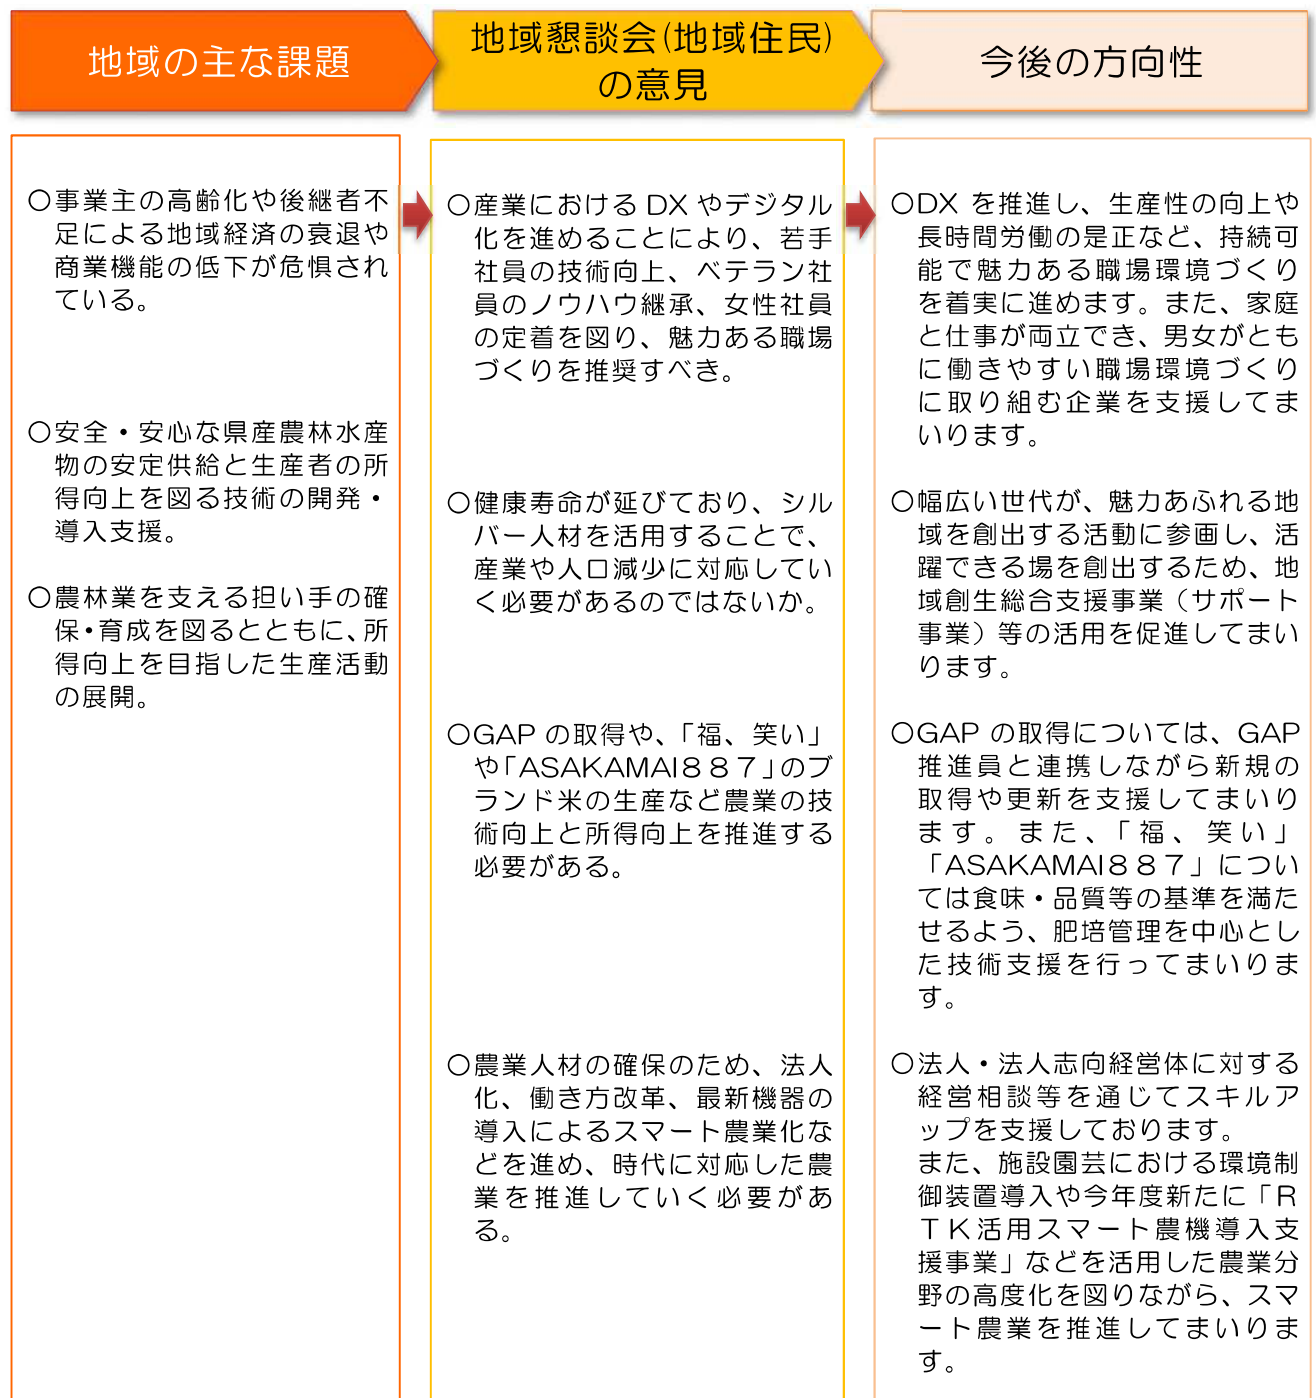 地域の主な課題
地域懇談会(地域住民)
の意見
今後の方向性
〇事業主の高齢化や後継者不
足による地域経済の衰退や
商業機能の低下が危惧され
ている。
〇安全・安心な県産農林水産
物の安定供給と生産者の所
得向上を図る技術の開発・
導入支援。
〇農林業を支える担い手の確
保・育成を図るとともに、所
得向上を目指した生産活動
の展開。
〇産業における DX やデジタル
化を進めることにより、若手
社員の技術向上、ベテラン社
員のノウハウ継承、女性社員
の定着を図り、魅力ある職場
づくりを推奨すべき。
〇健康寿命が延びており、シル
バー人材を活用することで、
産業や人口減少に対応してい
く必要があるのではないか。
〇GAP の取得や、「福、笑い」
や「ASAKAMAI８８７」のブ
ランド米の生産など農業の技
術向上と所得向上を推進する
必要がある。
〇農業人材の確保のため、法人
化、働き方改革、最新機器の
導入によるスマート農業化な
どを進め、時代に対応した農
業を推進していく必要があ
る。
〇DX を推進し、生産性の向上や
長時間労働の是正など、持続可
能で魅力ある職場環境づくり
を着実に進めます。また、家庭
と仕事が両立でき、男女がとも
に働きやすい職場環境づくり
に取り組む企業を支援してま
いります。
〇幅広い世代が、魅力あふれる地
域を創出する活動に参画し、活
躍できる場を創出するため、地
域創生総合支援事業（サポート
事業）等の活用を促進してまい
ります。
〇GAP の取得については、GAP
推進員と連携しながら新規の
取得や更新を支援してまいり
ます。また、「福、笑い」
「ASAKAMAI８８７」につい
ては食味・品質等の基準を満た
せるよう、肥培管理を中心とし
た技術支援を行ってまいりま
す。
〇法人・法人志向経営体に対する
経営相談等を通じてスキルア
ップを支援しております。
また、施設園芸における環境制
御装置導入や今年度新たに「Ｒ
ＴＫ活用スマート農機導入支
援事業」などを活用した農業分
野の高度化を図りながら、スマ
ート農業を推進してまいりま
す。